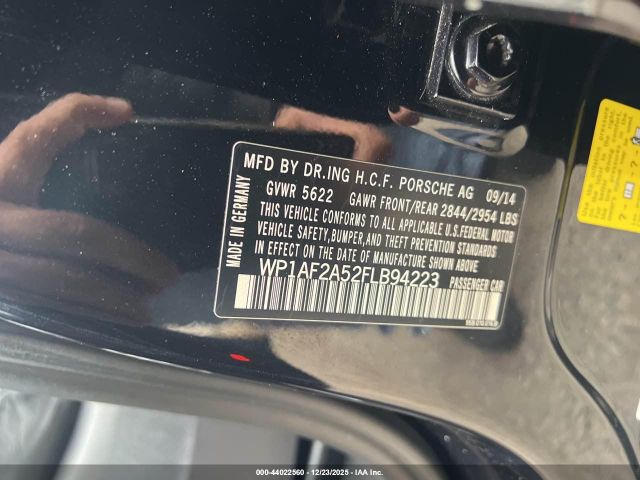 MFD BY DR.ING H.C.F. PORSCHE AG 09/14
GVWR 5622 GAWR FRONT/REAR 2844/2954 LBS
THIS VEHICLE CONFORMS TO ALL APPLICABLE U.S.FEDERAL MOTOR
VEHICLE SAFETY, BUMPER, AND THEFT PREVENTION STANDARDS
IN EFFECT ON THE DATE OF MANUFACTURE SHOWN ABOVE
WP1AF2A52FLB94223 PASSENGER CAR
MADE IN GERMANY
000-44022560 - 12/23/2025 - IAA Inc.